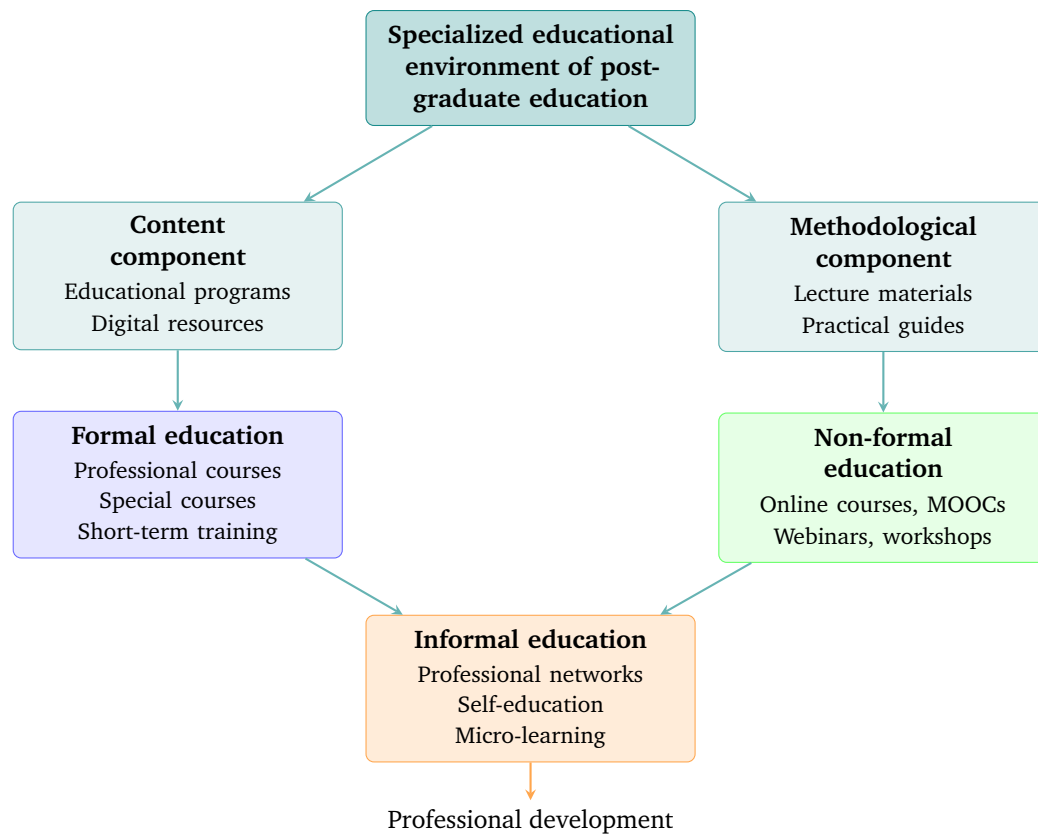 Specialized educational
environment of post-
graduate education
Content
component
Educational programs
Digital resources
Methodological
component
Lecture materials
Practical guides
Formal education
Professional courses
Special courses
Short-term training
Non-formal
education
Online courses, MOOCs
Webinars, workshops
Informal education
Professional networks
Self-education
Micro-learning
Professional development